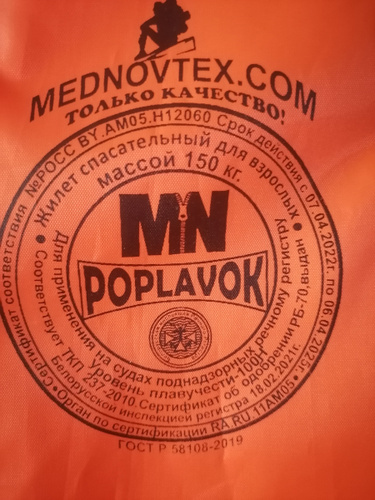 MEDNOVTEX.COM
ТОЛЬКО КАЧЕСТВО!
Сертификат соответствия №РОСС BY.АМ05.Н12060 Срок действия с 07.04.2022г. по 06.04.2025г.
•Орган по сертификации RA.RU.11АМ05•
• Жилет спасательный для взрослых •
массой 150 кг.
MN
POPLAVOK
Для применения на судах поднадзорных речному регистру
• Соответствует ТКП 237-2010.Сертификат об одобрении РБ-70,выдан
Уровень плавучести-100Н
Белорусской инспекцией регистра 18.02.2021г.
ГОСТ Р 58108-2019